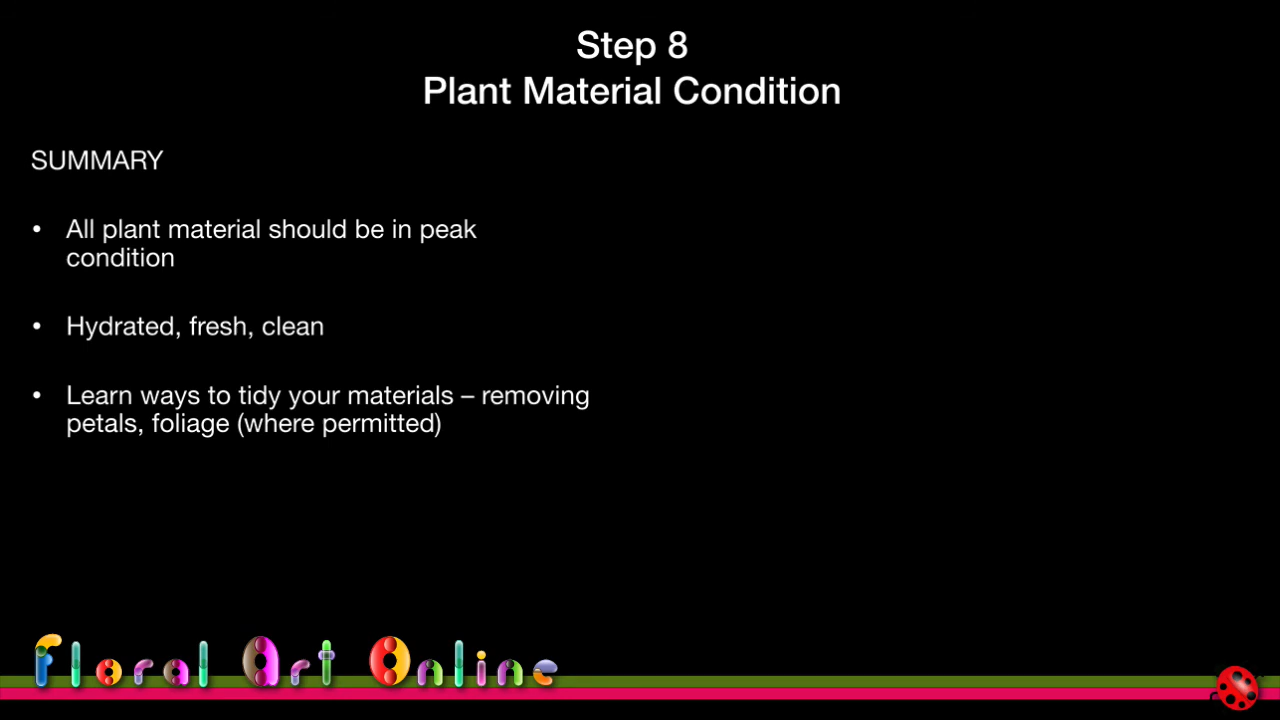 Step 8
Plant Material Condition
SUMMARY
• All plant material should be in peak
condition
• Hydrated, fresh, clean
• Learn ways to tidy your materials – removing
petals, foliage (where permitted)
Floral Art Online